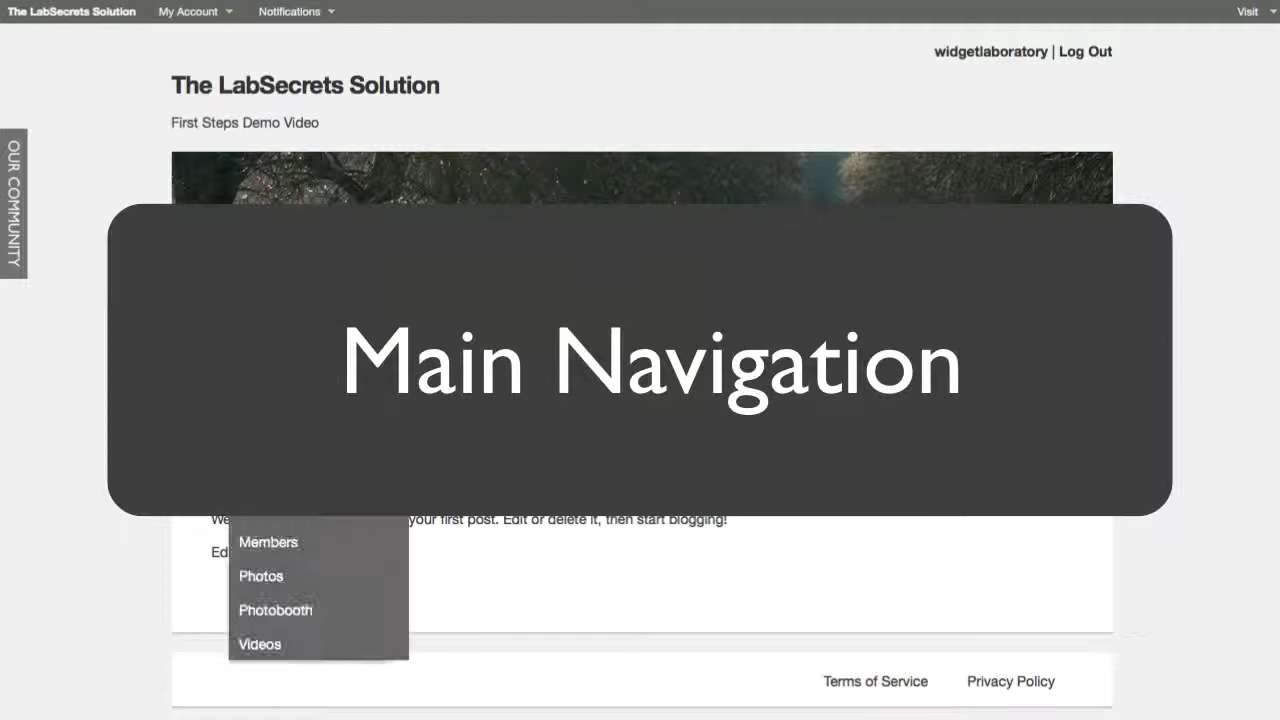 The LabSecrets Solution My Account Notifications Visit
widgetlaboratory | Log Out
The LabSecrets Solution
First Steps Demo Video
OUR COMMUNITY
Main Navigation
We your first post. Edit or delete it, then start blogging!
Members
Ed
Photos
Photobooth
Videos
Terms of Service Privacy Policy